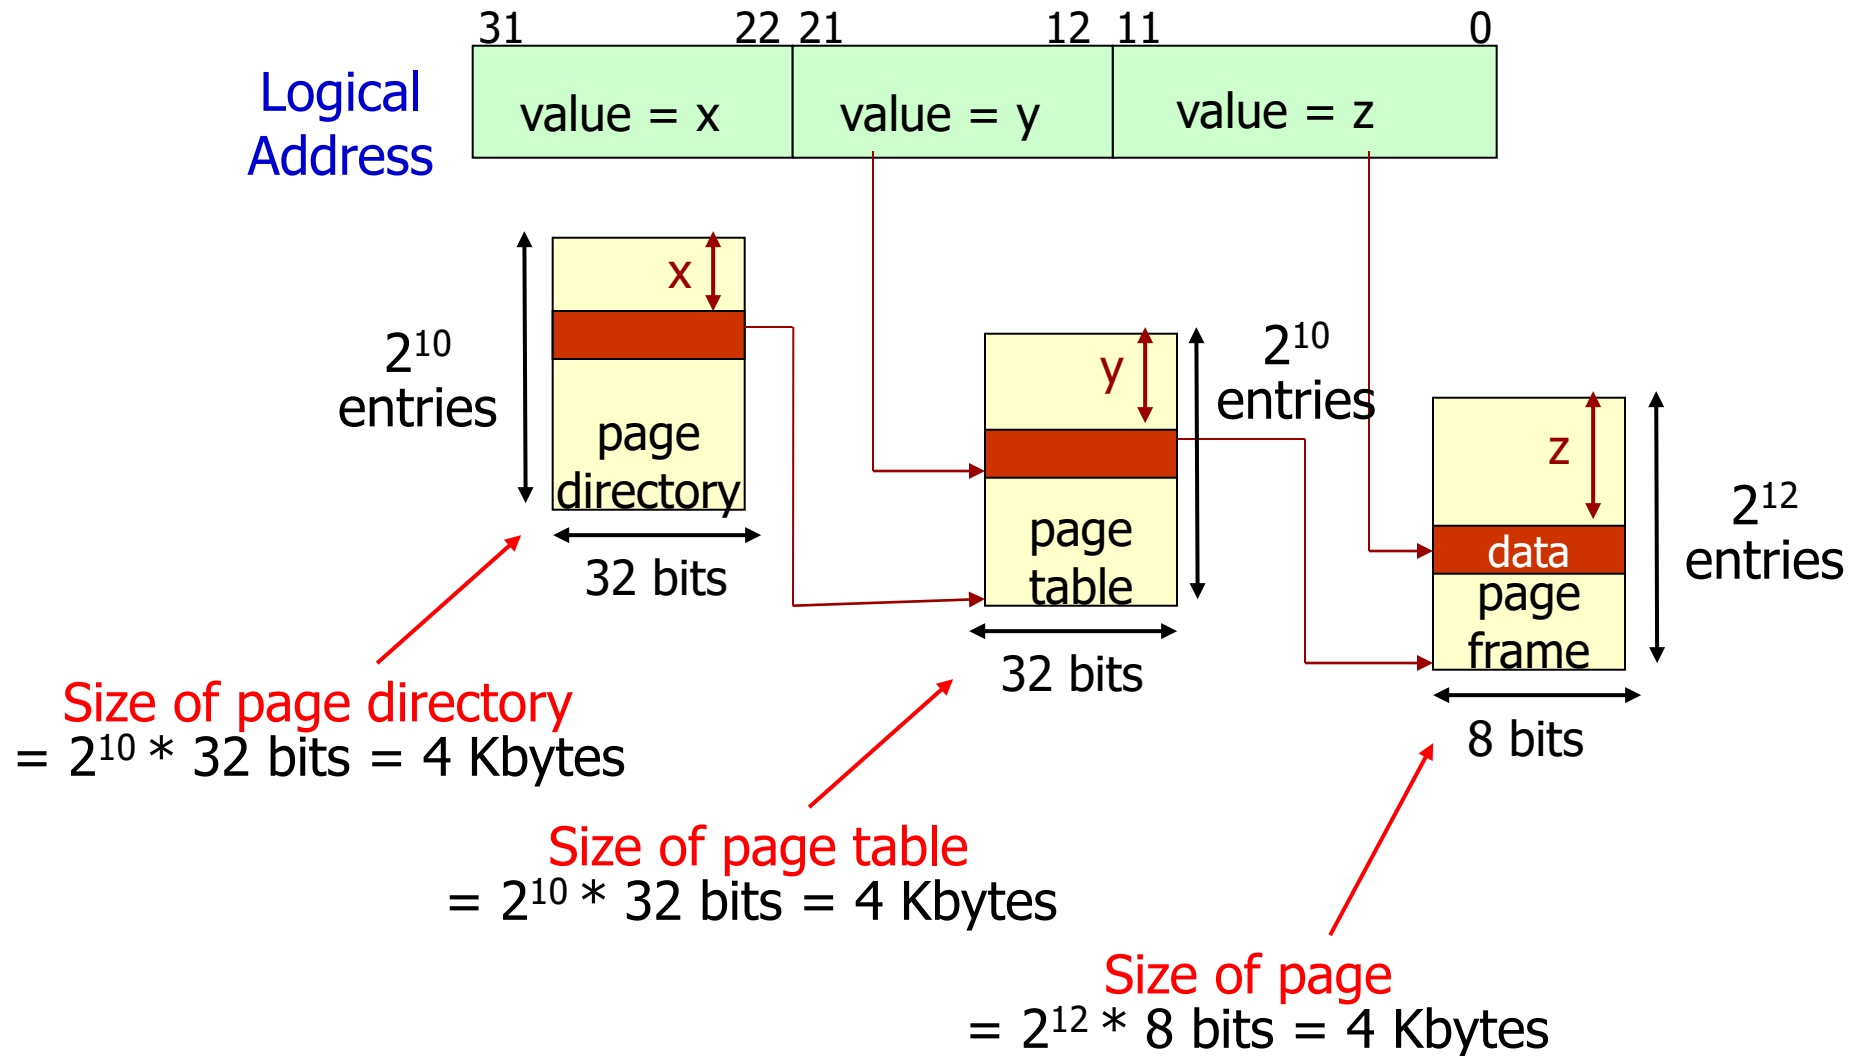 31 22 21 12 11 0
Logical
Address
value = x
value = y
value = z
x
2¹⁰
entries
page
directory
32 bits
y
2¹⁰
entries
page
table
32 bits
z
data
page
frame
2¹²
entries
8 bits
Size of page directory
= 2¹⁰ * 32 bits = 4 Kbytes
Size of page table
= 2¹⁰ * 32 bits = 4 Kbytes
Size of page
= 2¹² * 8 bits = 4 Kbytes